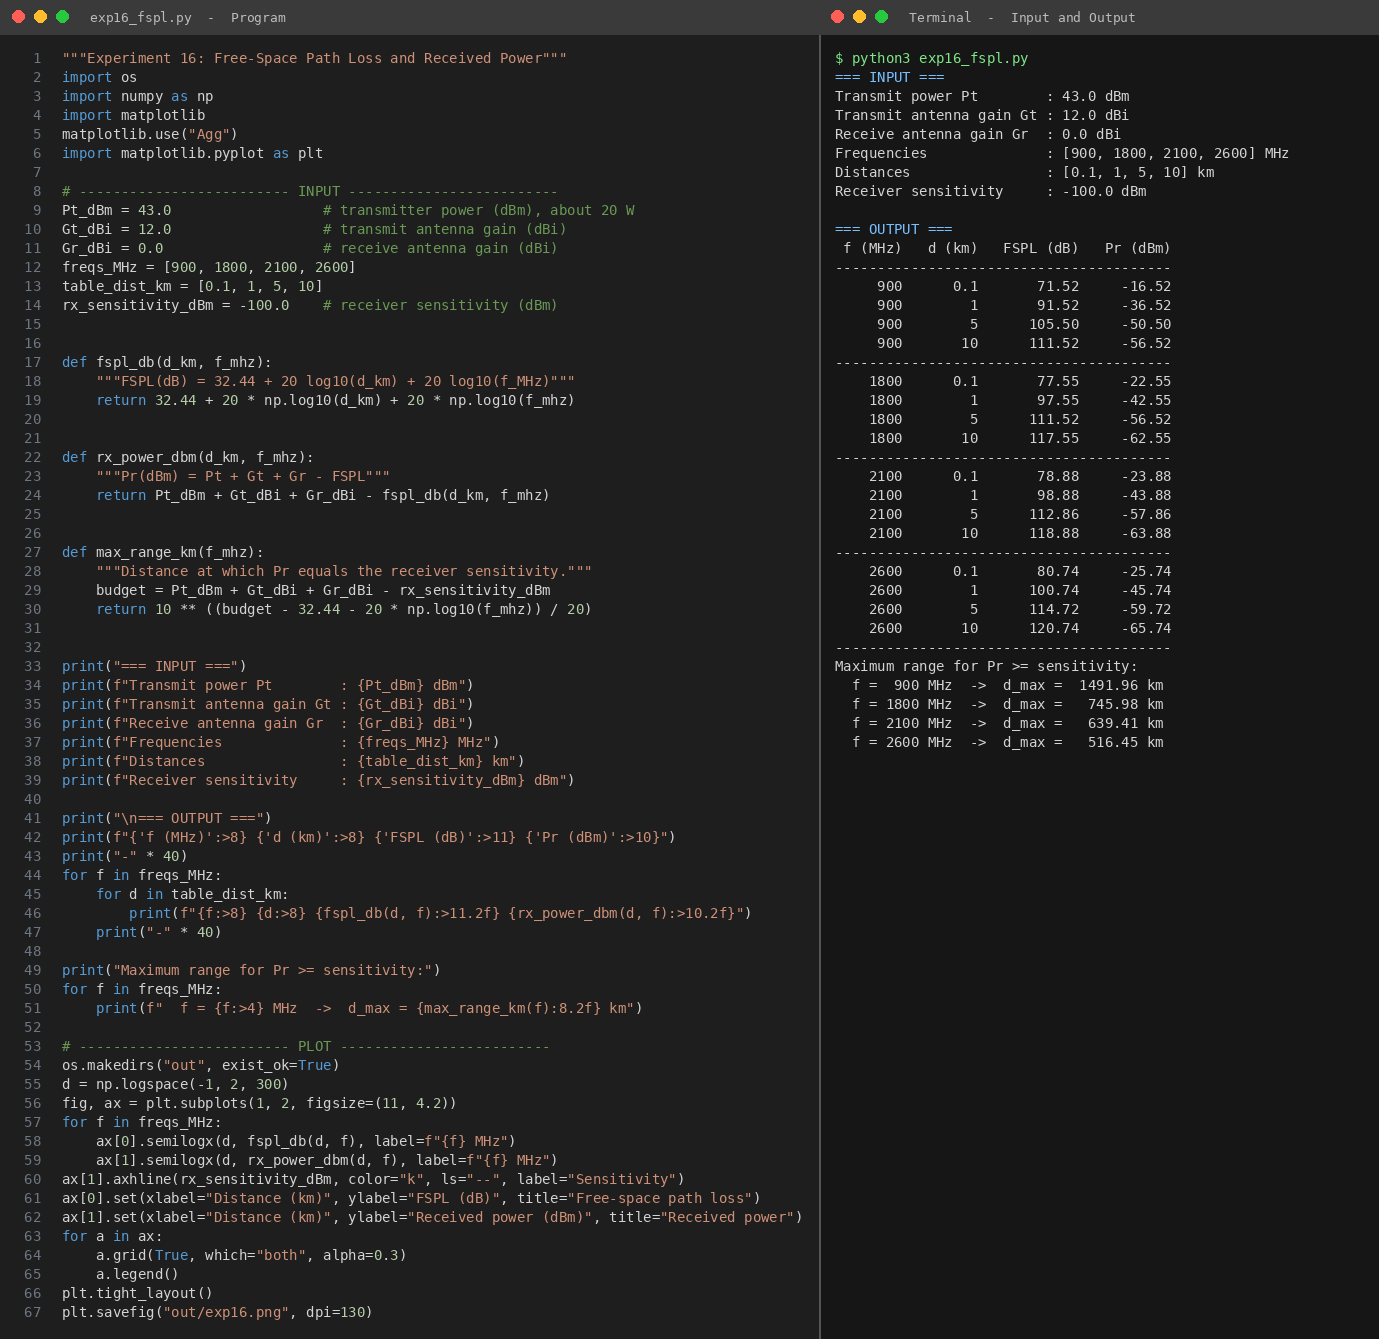 exp16_fspl.py  -  Program
1  """Experiment 16: Free-Space Path Loss and Received Power"""
2  import os
3  import numpy as np
4  import matplotlib
5  matplotlib.use("Agg")
6  import matplotlib.pyplot as plt
7
8  # ------------------------- INPUT -------------------------
9  Pt_dBm = 43.0                  # transmitter power (dBm), about 20 W
10  Gt_dBi = 12.0                  # transmit antenna gain (dBi)
11  Gr_dBi = 0.0                   # receive antenna gain (dBi)
12  freqs_MHz = [900, 1800, 2100, 2600]
13  table_dist_km = [0.1, 1, 5, 10]
14  rx_sensitivity_dBm = -100.0    # receiver sensitivity (dBm)
15
16
17  def fspl_db(d_km, f_mhz):
18      """FSPL(dB) = 32.44 + 20 log10(d_km) + 20 log10(f_MHz)"""
19      return 32.44 + 20 * np.log10(d_km) + 20 * np.log10(f_mhz)
20
21
22  def rx_power_dbm(d_km, f_mhz):
23      """Pr(dBm) = Pt + Gt + Gr - FSPL"""
24      return Pt_dBm + Gt_dBi + Gr_dBi - fspl_db(d_km, f_mhz)
25
26
27  def max_range_km(f_mhz):
28      """Distance at which Pr equals the receiver sensitivity."""
29      budget = Pt_dBm + Gt_dBi + Gr_dBi - rx_sensitivity_dBm
30      return 10 ** ((budget - 32.44 - 20 * np.log10(f_mhz)) / 20)
31
32
33  print("=== INPUT ===")
34  print(f"Transmit power Pt        : {Pt_dBm} dBm")
35  print(f"Transmit antenna gain Gt : {Gt_dBi} dBi")
36  print(f"Receive antenna gain Gr  : {Gr_dBi} dBi")
37  print(f"Frequencies              : {freqs_MHz} MHz")
38  print(f"Distances                : {table_dist_km} km")
39  print(f"Receiver sensitivity     : {rx_sensitivity_dBm} dBm")
40
41  print("\n=== OUTPUT ===")
42  print(f"{'f (MHz)':>8} {'d (km)':>8} {'FSPL (dB)':>11} {'Pr (dBm)':>10}")
43  print("-" * 40)
44  for f in freqs_MHz:
45      for d in table_dist_km:
46          print(f"{f:>8} {d:>8} {fspl_db(d, f):>11.2f} {rx_power_dbm(d, f):>10.2f}")
47      print("-" * 40)
48
49  print("Maximum range for Pr >= sensitivity:")
50  for f in freqs_MHz:
51      print(f"  f = {f:>4} MHz  ->  d_max = {max_range_km(f):8.2f} km")
52
53  # ------------------------- PLOT -------------------------
54  os.makedirs("out", exist_ok=True)
55  d = np.logspace(-1, 2, 300)
56  fig, ax = plt.subplots(1, 2, figsize=(11, 4.2))
57  for f in freqs_MHz:
58      ax[0].semilogx(d, fspl_db(d, f), label=f"{f} MHz")
59      ax[1].semilogx(d, rx_power_dbm(d, f), label=f"{f} MHz")
60  ax[1].axhline(rx_sensitivity_dBm, color="k", ls="--", label="Sensitivity")
61  ax[0].set(xlabel="Distance (km)", ylabel="FSPL (dB)", title="Free-space path loss")
62  ax[1].set(xlabel="Distance (km)", ylabel="Received power (dBm)", title="Received power")
63  for a in ax:
64      a.grid(True, which="both", alpha=0.3)
65      a.legend()
66  plt.tight_layout()
67  plt.savefig("out/exp16.png", dpi=130)
Terminal  -  Input and Output
$ python3 exp16_fspl.py
=== INPUT ===
Transmit power Pt        : 43.0 dBm
Transmit antenna gain Gt : 12.0 dBi
Receive antenna gain Gr  : 0.0 dBi
Frequencies              : [900, 1800, 2100, 2600] MHz
Distances                : [0.1, 1, 5, 10] km
Receiver sensitivity     : -100.0 dBm

=== OUTPUT ===
 f (MHz)   d (km)   FSPL (dB)   Pr (dBm)
----------------------------------------
     900      0.1       71.52     -16.52
     900        1       91.52     -36.52
     900        5      105.50     -50.50
     900       10      111.52     -56.52
----------------------------------------
    1800      0.1       77.55     -22.55
    1800        1       97.55     -42.55
    1800        5      111.52     -56.52
    1800       10      117.55     -62.55
----------------------------------------
    2100      0.1       78.88     -23.88
    2100        1       98.88     -43.88
    2100        5      112.86     -57.86
    2100       10      118.88     -63.88
----------------------------------------
    2600      0.1       80.74     -25.74
    2600        1      100.74     -45.74
    2600        5      114.72     -59.72
    2600       10      120.74     -65.74
----------------------------------------
Maximum range for Pr >= sensitivity:
  f =  900 MHz  ->  d_max =  1491.96 km
  f = 1800 MHz  ->  d_max =   745.98 km
  f = 2100 MHz  ->  d_max =   639.41 km
  f = 2600 MHz  ->  d_max =   516.45 km